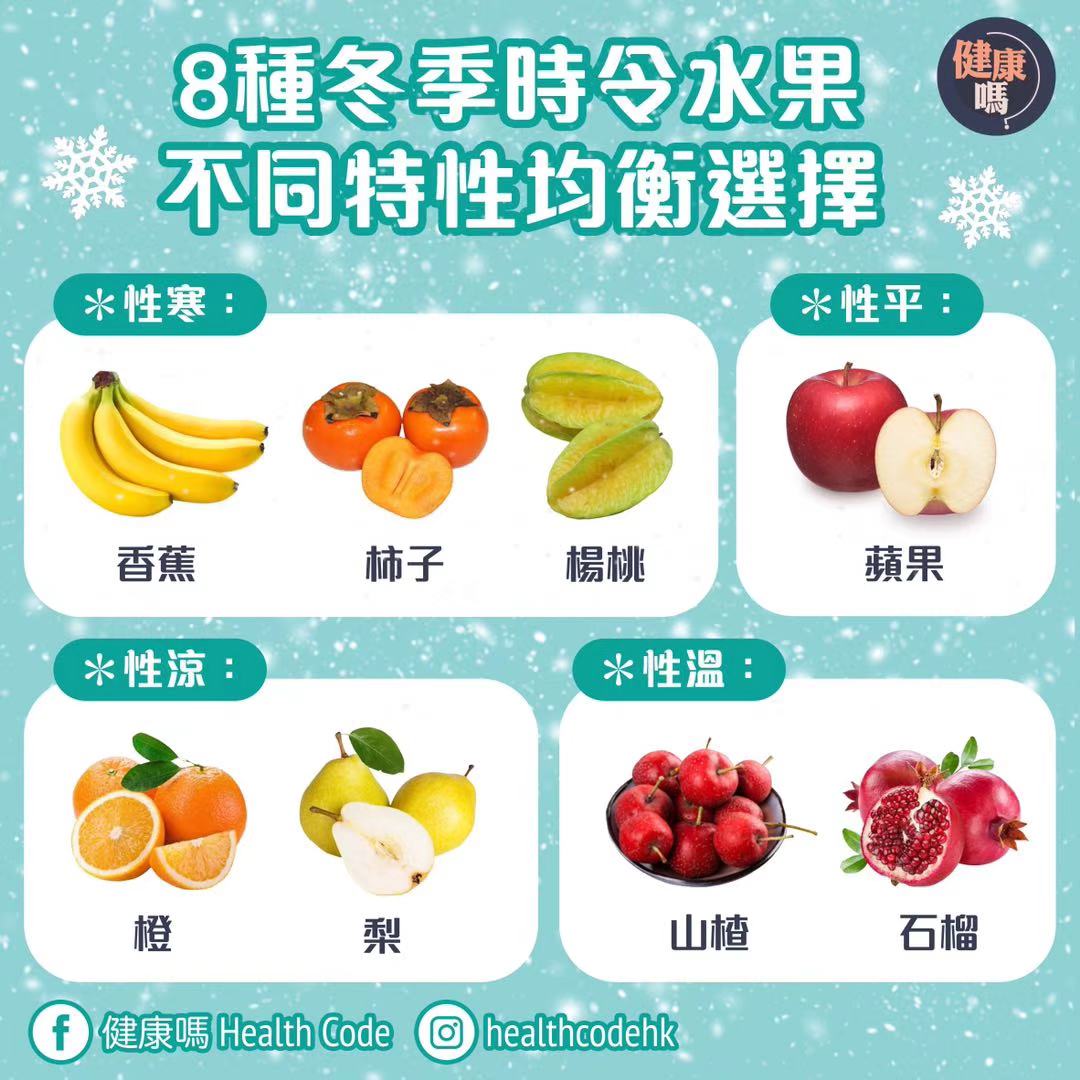 8種冬季時令水果
不同特性均衡選擇
健康
嗎?
*性寒：
香蕉
柿子
楊桃
*性平：
蘋果
*性涼：
橙
梨
*性溫：
山楂
石榴
健康嗎 Health Code
healthcodehk